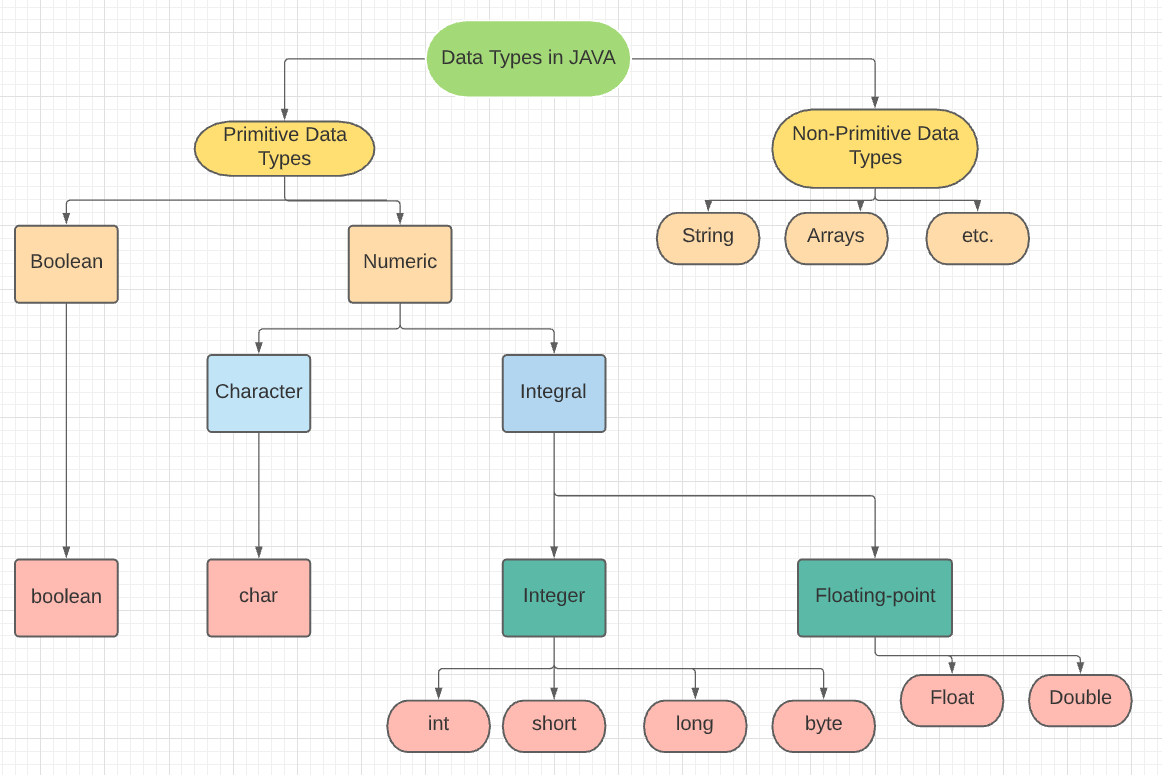 Data Types in JAVA
Primitive Data
Types
Non-Primitive Data
Types
String
Arrays
etc.
Boolean
Numeric
Character
Integral
boolean
char
Integer
Floating-point
Float
Double
int
short
long
byte